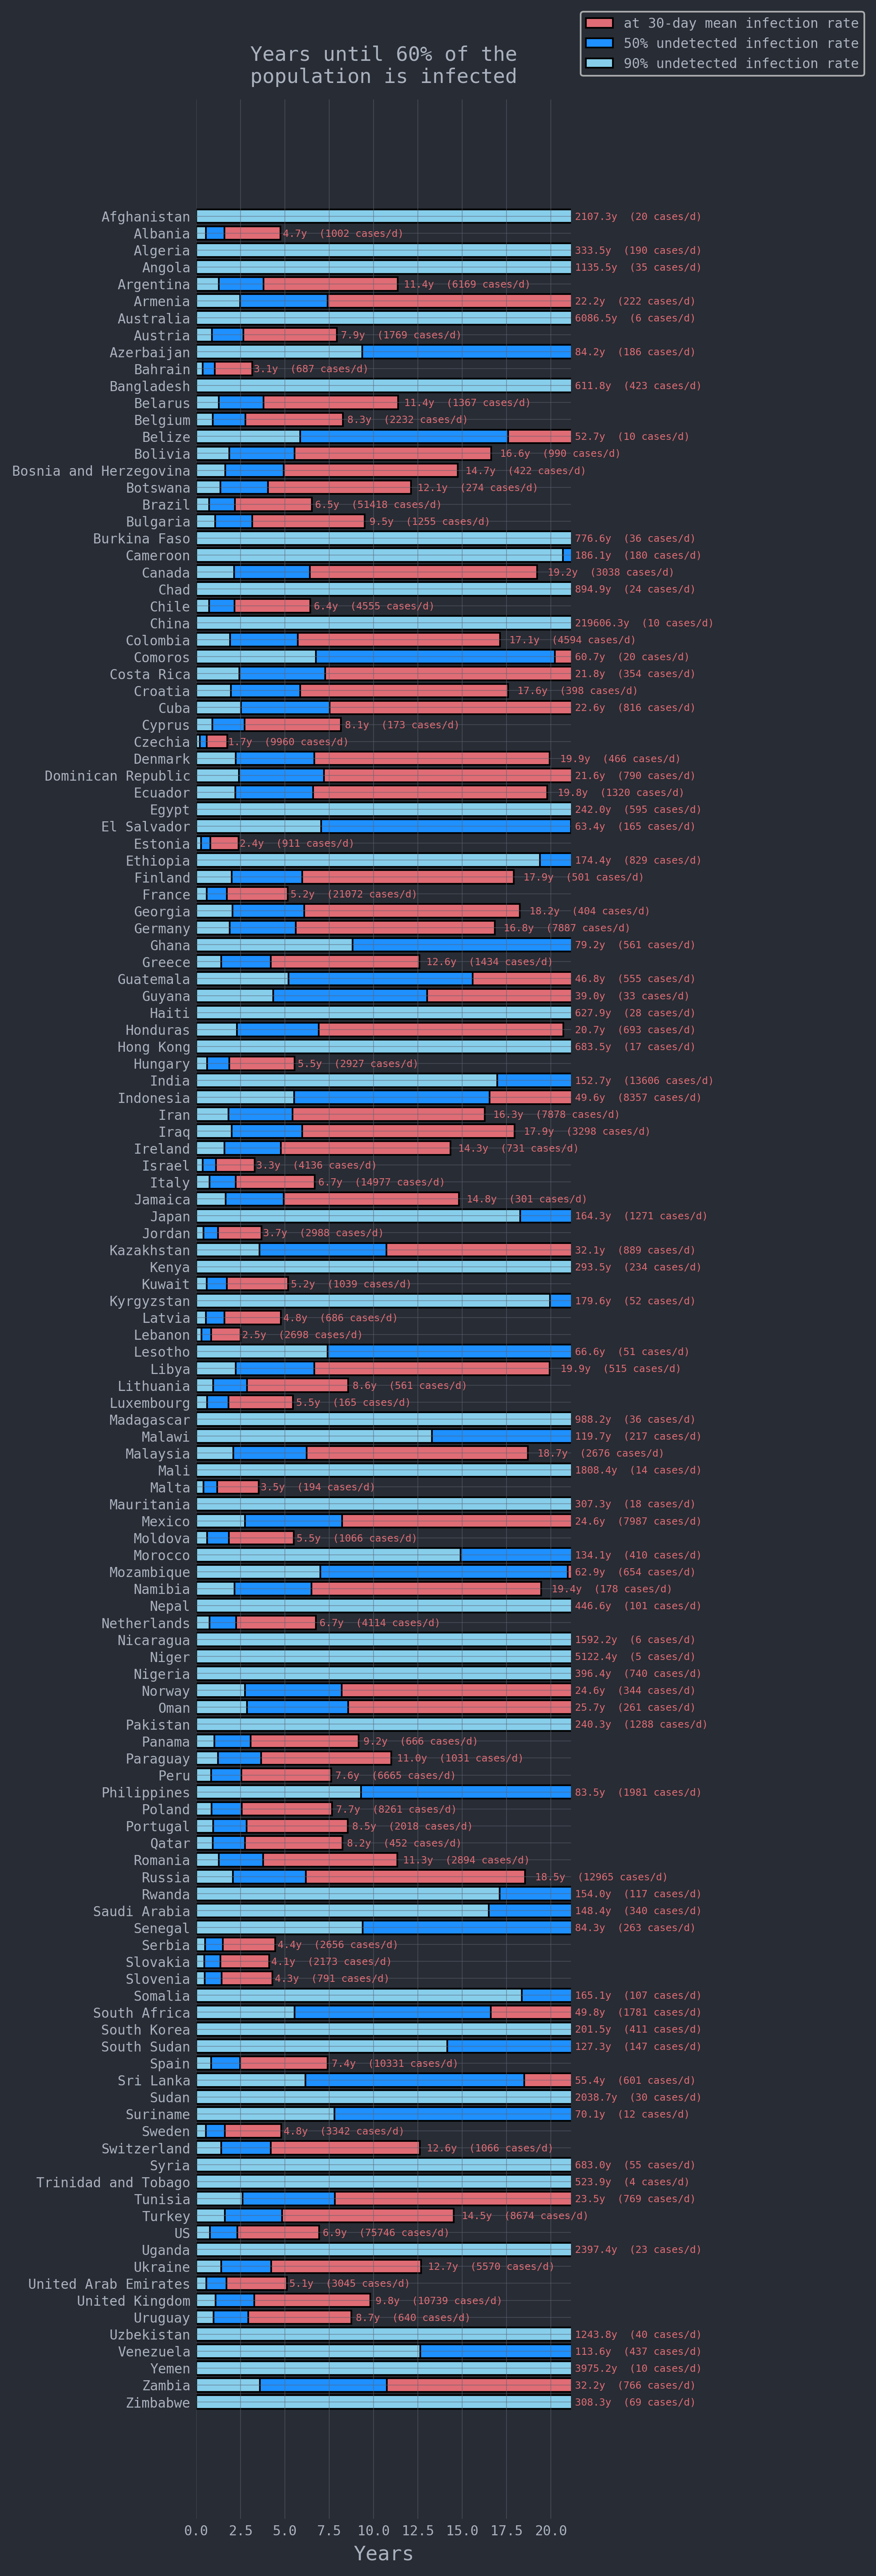 at 30-day mean infection rate
50% undetected infection rate
90% undetected infection rate
Years until 60% of the
population is infected
Afghanistan 2107.3y (20 cases/d)
Albania 4.7y (1002 cases/d)
Algeria 333.5y (190 cases/d)
Angola 1135.5y (35 cases/d)
Argentina 11.4y (6169 cases/d)
Armenia 22.2y (222 cases/d)
Australia 6086.5y (6 cases/d)
Austria 7.9y (1769 cases/d)
Azerbaijan 84.2y (186 cases/d)
Bahrain 3.1y (687 cases/d)
Bangladesh 611.8y (423 cases/d)
Belarus 11.4y (1367 cases/d)
Belgium 8.3y (2232 cases/d)
Belize 52.7y (10 cases/d)
Bolivia 16.6y (990 cases/d)
Bosnia and Herzegovina 14.7y (422 cases/d)
Botswana 12.1y (274 cases/d)
Brazil 6.5y (51418 cases/d)
Bulgaria 9.5y (1255 cases/d)
Burkina Faso 776.6y (36 cases/d)
Cameroon 186.1y (180 cases/d)
Canada 19.2y (3038 cases/d)
Chad 894.9y (24 cases/d)
Chile 6.4y (4555 cases/d)
China 219606.3y (10 cases/d)
Colombia 17.1y (4594 cases/d)
Comoros 60.7y (20 cases/d)
Costa Rica 21.8y (354 cases/d)
Croatia 17.6y (398 cases/d)
Cuba 22.6y (816 cases/d)
Cyprus 8.1y (173 cases/d)
Czechia 1.7y (9960 cases/d)
Denmark 19.9y (466 cases/d)
Dominican Republic 21.6y (790 cases/d)
Ecuador 19.8y (1320 cases/d)
Egypt 242.0y (595 cases/d)
El Salvador 63.4y (165 cases/d)
Estonia 2.4y (911 cases/d)
Ethiopia 174.4y (829 cases/d)
Finland 17.9y (501 cases/d)
France 5.2y (21072 cases/d)
Georgia 18.2y (404 cases/d)
Germany 16.8y (7887 cases/d)
Ghana 79.2y (561 cases/d)
Greece 12.6y (1434 cases/d)
Guatemala 46.8y (555 cases/d)
Guyana 39.0y (33 cases/d)
Haiti 627.9y (28 cases/d)
Honduras 20.7y (693 cases/d)
Hong Kong 683.5y (17 cases/d)
Hungary 5.5y (2927 cases/d)
India 152.7y (13606 cases/d)
Indonesia 49.6y (8357 cases/d)
Iran 16.3y (7878 cases/d)
Iraq 17.9y (3298 cases/d)
Ireland 14.3y (731 cases/d)
Israel 3.3y (4136 cases/d)
Italy 6.7y (14977 cases/d)
Jamaica 14.8y (301 cases/d)
Japan 164.3y (1271 cases/d)
Jordan 3.7y (2988 cases/d)
Kazakhstan 32.1y (889 cases/d)
Kenya 293.5y (234 cases/d)
Kuwait 5.2y (1039 cases/d)
Kyrgyzstan 179.6y (52 cases/d)
Latvia 4.8y (686 cases/d)
Lebanon 2.5y (2698 cases/d)
Lesotho 66.6y (51 cases/d)
Libya 19.9y (515 cases/d)
Lithuania 8.6y (561 cases/d)
Luxembourg 5.5y (165 cases/d)
Madagascar 988.2y (36 cases/d)
Malawi 119.7y (217 cases/d)
Malaysia 18.7y (2676 cases/d)
Mali 1808.4y (14 cases/d)
Malta 3.5y (194 cases/d)
Mauritania 307.3y (18 cases/d)
Mexico 24.6y (7987 cases/d)
Moldova 5.5y (1066 cases/d)
Morocco 134.1y (410 cases/d)
Mozambique 62.9y (654 cases/d)
Namibia 19.4y (178 cases/d)
Nepal 446.6y (101 cases/d)
Netherlands 6.7y (4114 cases/d)
Nicaragua 1592.2y (6 cases/d)
Niger 5122.4y (5 cases/d)
Nigeria 396.4y (740 cases/d)
Norway 24.6y (344 cases/d)
Oman 25.7y (261 cases/d)
Pakistan 240.3y (1288 cases/d)
Panama 9.2y (666 cases/d)
Paraguay 11.0y (1031 cases/d)
Peru 7.6y (6665 cases/d)
Philippines 83.5y (1981 cases/d)
Poland 7.7y (8261 cases/d)
Portugal 8.5y (2018 cases/d)
Qatar 8.2y (452 cases/d)
Romania 11.3y (2894 cases/d)
Russia 18.5y (12965 cases/d)
Rwanda 154.0y (117 cases/d)
Saudi Arabia 148.4y (340 cases/d)
Senegal 84.3y (263 cases/d)
Serbia 4.4y (2656 cases/d)
Slovakia 4.1y (2173 cases/d)
Slovenia 4.3y (791 cases/d)
Somalia 165.1y (107 cases/d)
South Africa 49.8y (1781 cases/d)
South Korea 201.5y (411 cases/d)
South Sudan 127.3y (147 cases/d)
Spain 7.4y (10331 cases/d)
Sri Lanka 55.4y (601 cases/d)
Sudan 2038.7y (30 cases/d)
Suriname 70.1y (12 cases/d)
Sweden 4.8y (3342 cases/d)
Switzerland 12.6y (1066 cases/d)
Syria 683.0y (55 cases/d)
Trinidad and Tobago 523.9y (4 cases/d)
Tunisia 23.5y (769 cases/d)
Turkey 14.5y (8674 cases/d)
US 6.9y (75746 cases/d)
Uganda 2397.4y (23 cases/d)
Ukraine 12.7y (5570 cases/d)
United Arab Emirates 5.1y (3045 cases/d)
United Kingdom 9.8y (10739 cases/d)
Uruguay 8.7y (640 cases/d)
Uzbekistan 1243.8y (40 cases/d)
Venezuela 113.6y (437 cases/d)
Yemen 3975.2y (10 cases/d)
Zambia 32.2y (766 cases/d)
Zimbabwe 308.3y (69 cases/d)
0.0 2.5 5.0 7.5 10.0 12.5 15.0 17.5 20.0
Years